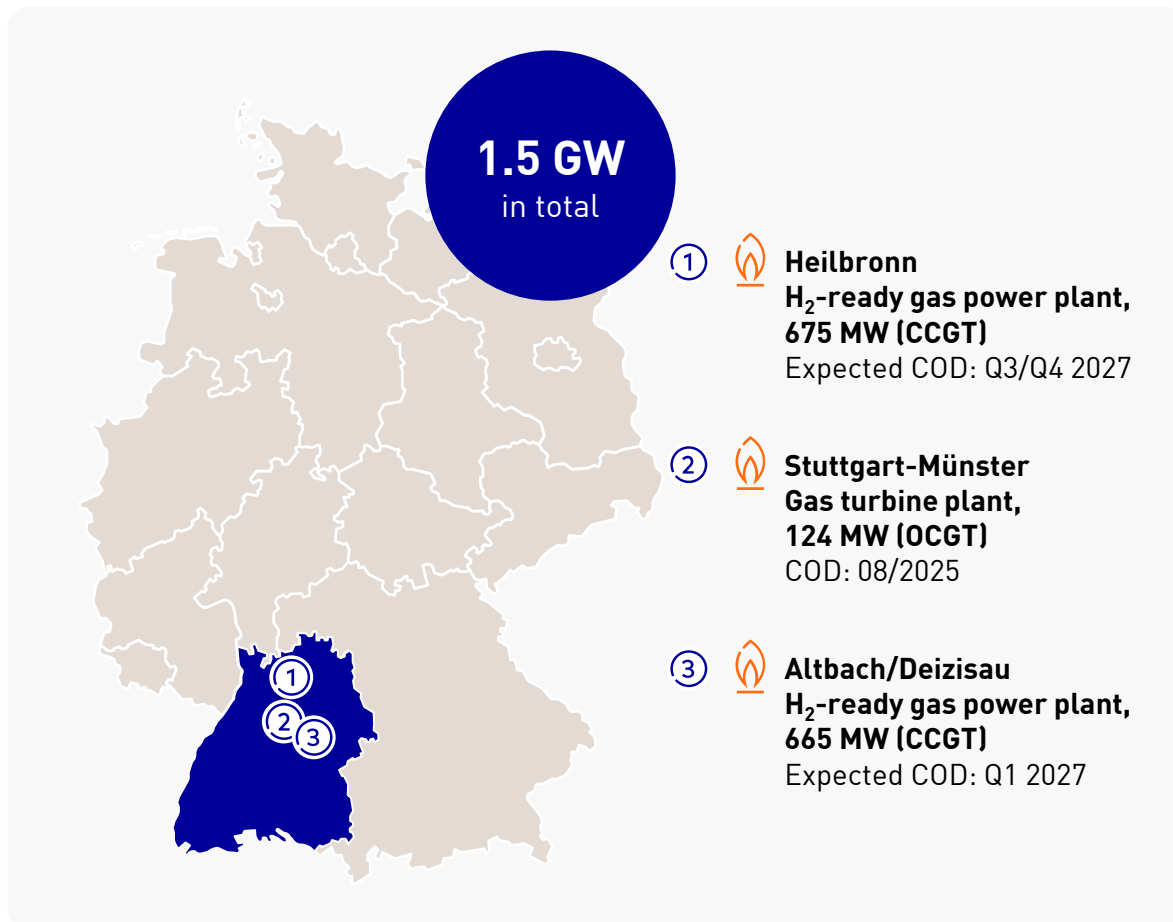 1.5 GW
in total
1
Heilbronn
H₂-ready gas power plant,
675 MW (CCGT)
Expected COD: Q3/Q4 2027
2
Stuttgart-Münster
Gas turbine plant,
124 MW (OCGT)
COD: 08/2025
3
Altbach/Deizisau
H₂-ready gas power plant,
665 MW (CCGT)
Expected COD: Q1 2027
1
2
3